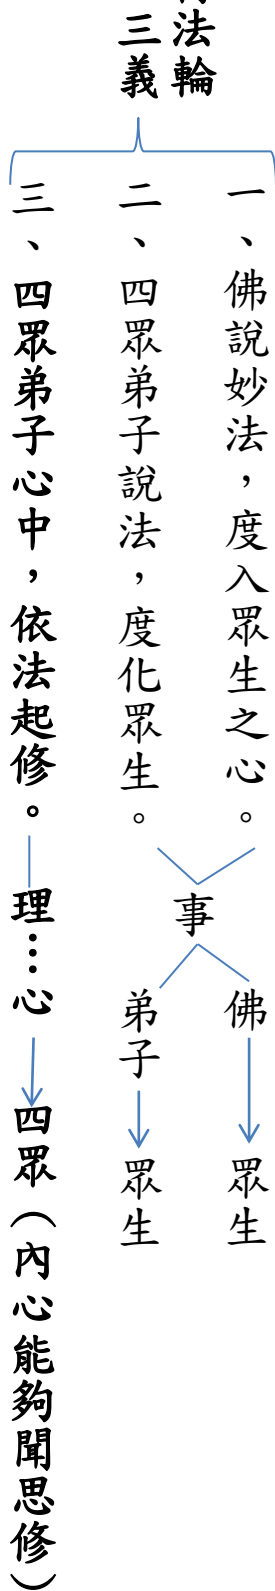 法輪
三義
一、佛說妙法，度入眾生之心。
二、四眾弟子說法，度化眾生。
事
佛
眾生
弟子
眾生
三、四眾弟子心中，依法起修。
理…心
四眾（內心能夠聞思修）